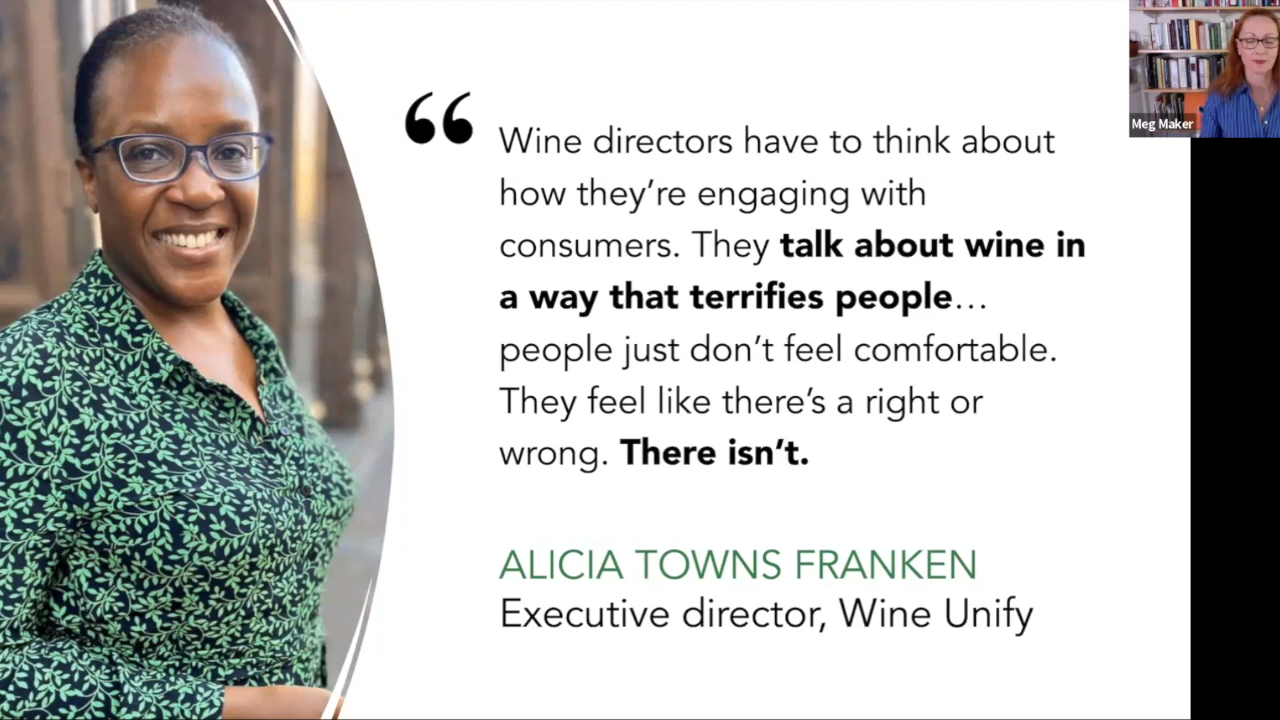 “
Wine directors have to think about
how they’re engaging with
consumers. They talk about wine in
a way that terrifies people…
people just don’t feel comfortable.
They feel like there’s a right or
wrong. There isn’t.
ALICIA TOWNS FRANKEN
Executive director, Wine Unify
Meg Maker